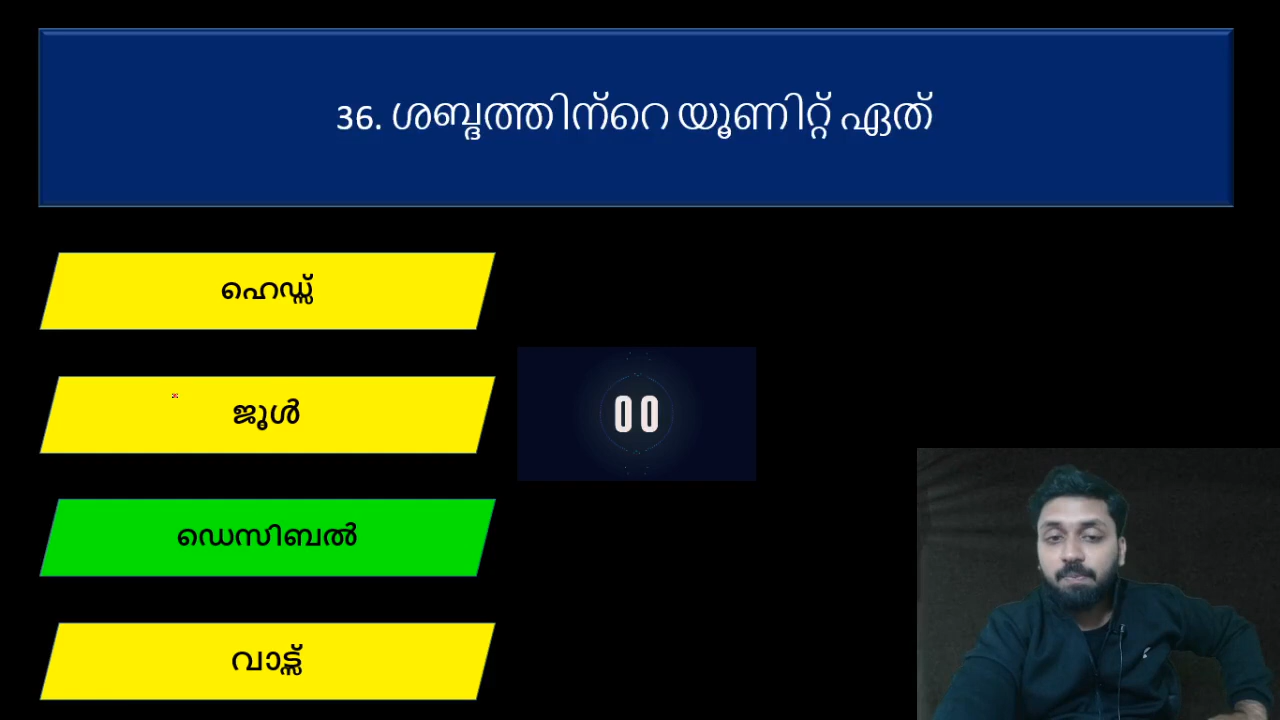 36. ശബ്ദത്തിന്റെ യൂണിറ്റ് ഏത്
ഹെഡ്സ്
ജൂൾ
00
ഡെസിബൽ
വാട്സ്